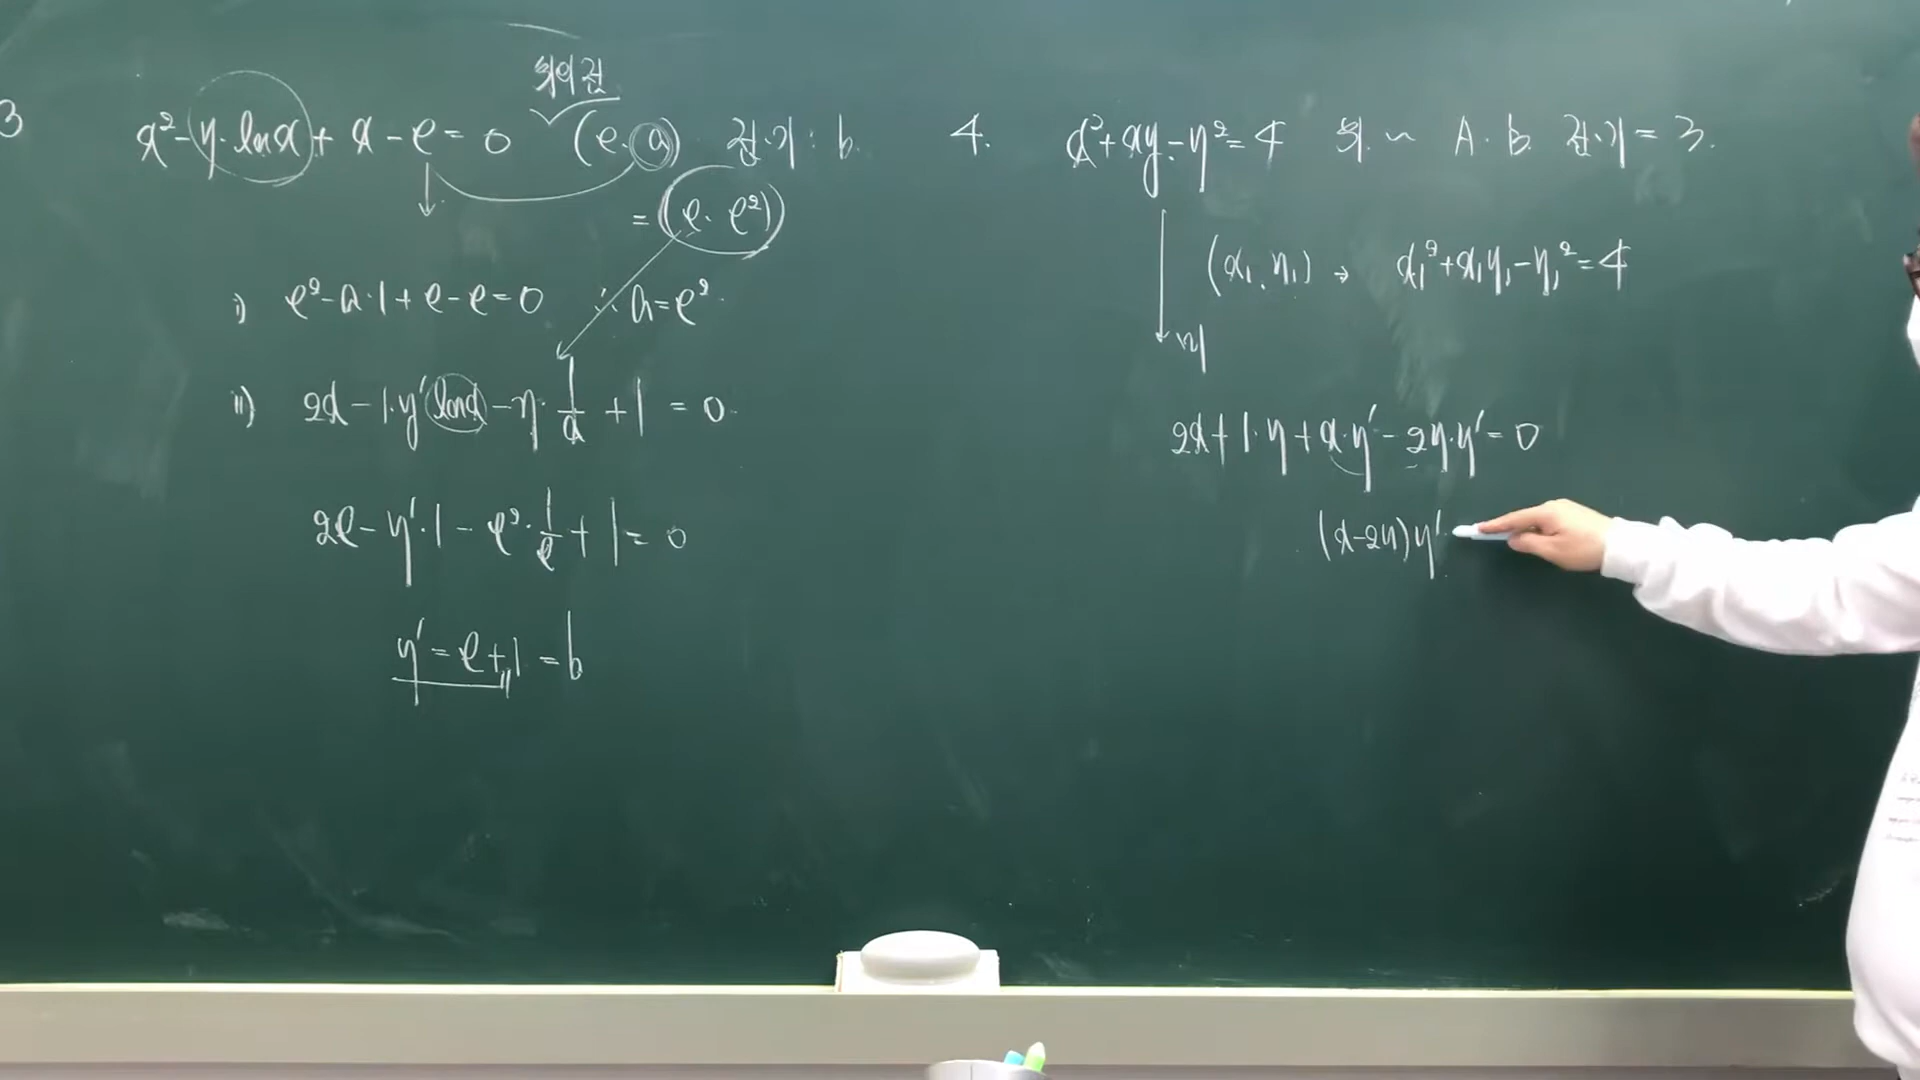 3 x² - y·lnx + x - e = 0 위의 점 (e, a) 접·기 : b
= (e, e²)
i) e² - a·1 + e - e = 0 ∴ a = e²
ii) 2x - 1·y' lnx - y·1/x + 1 = 0
2e - y'·1 - e²·1/e + 1 = 0
y' = e + 1 = b
4. x² + xy - y² = 4 위 ~ A, B 접·기 = 3.
(x₁, y₁) → x₁² + x₁y₁ - y₁² = 4
2x + 1·y + x·y' - 2y·y' = 0
(x - 2y)y'